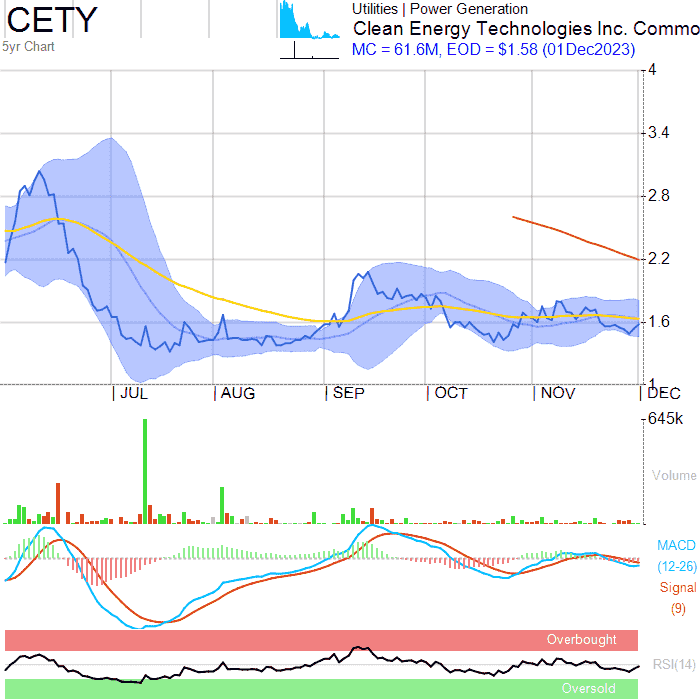 CETY
5yr Chart
Utilities | Power Generation
Clean Energy Technologies Inc. Commo
MC = 61.6M, EOD = $1.58 (01Dec2023)
4
3.4
2.8
2.2
1.6
1
JUL AUG SEP OCT NOV DEC
645k
Volume
MACD
(12-26)
Signal
(9)
Overbought
RSI(14)
Oversold